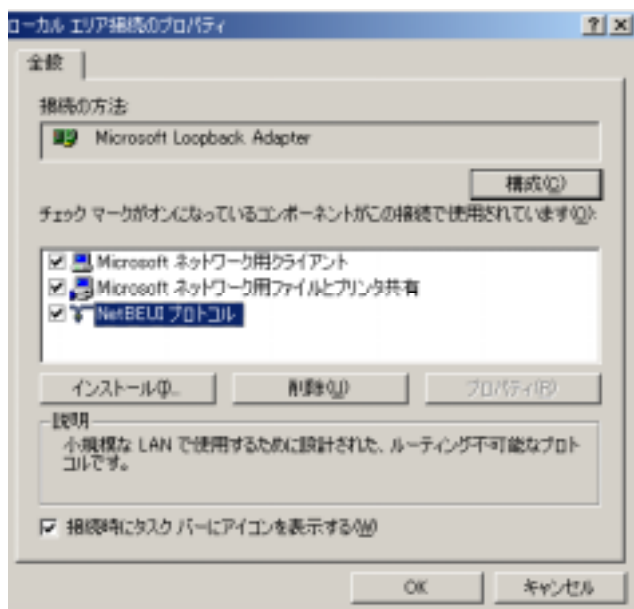 ローカル エリア接続のプロパティ
全般
接続の方法:
Microsoft Loopback Adapter
構成(C)
チェック マークがオンになっているコンポーネントがこの接続で使用されています(O):
Microsoft ネットワーク用クライアント
Microsoft ネットワーク用ファイルとプリンタ共有
NetBEUI プロトコル
インストール(I)...
削除(U)
プロパティ(R)
説明
小規模な LAN で使用するために設計された、ルーティング不可能なプロト
コルです。
接続時にタスク バーにアイコンを表示する(W)
OK
キャンセル